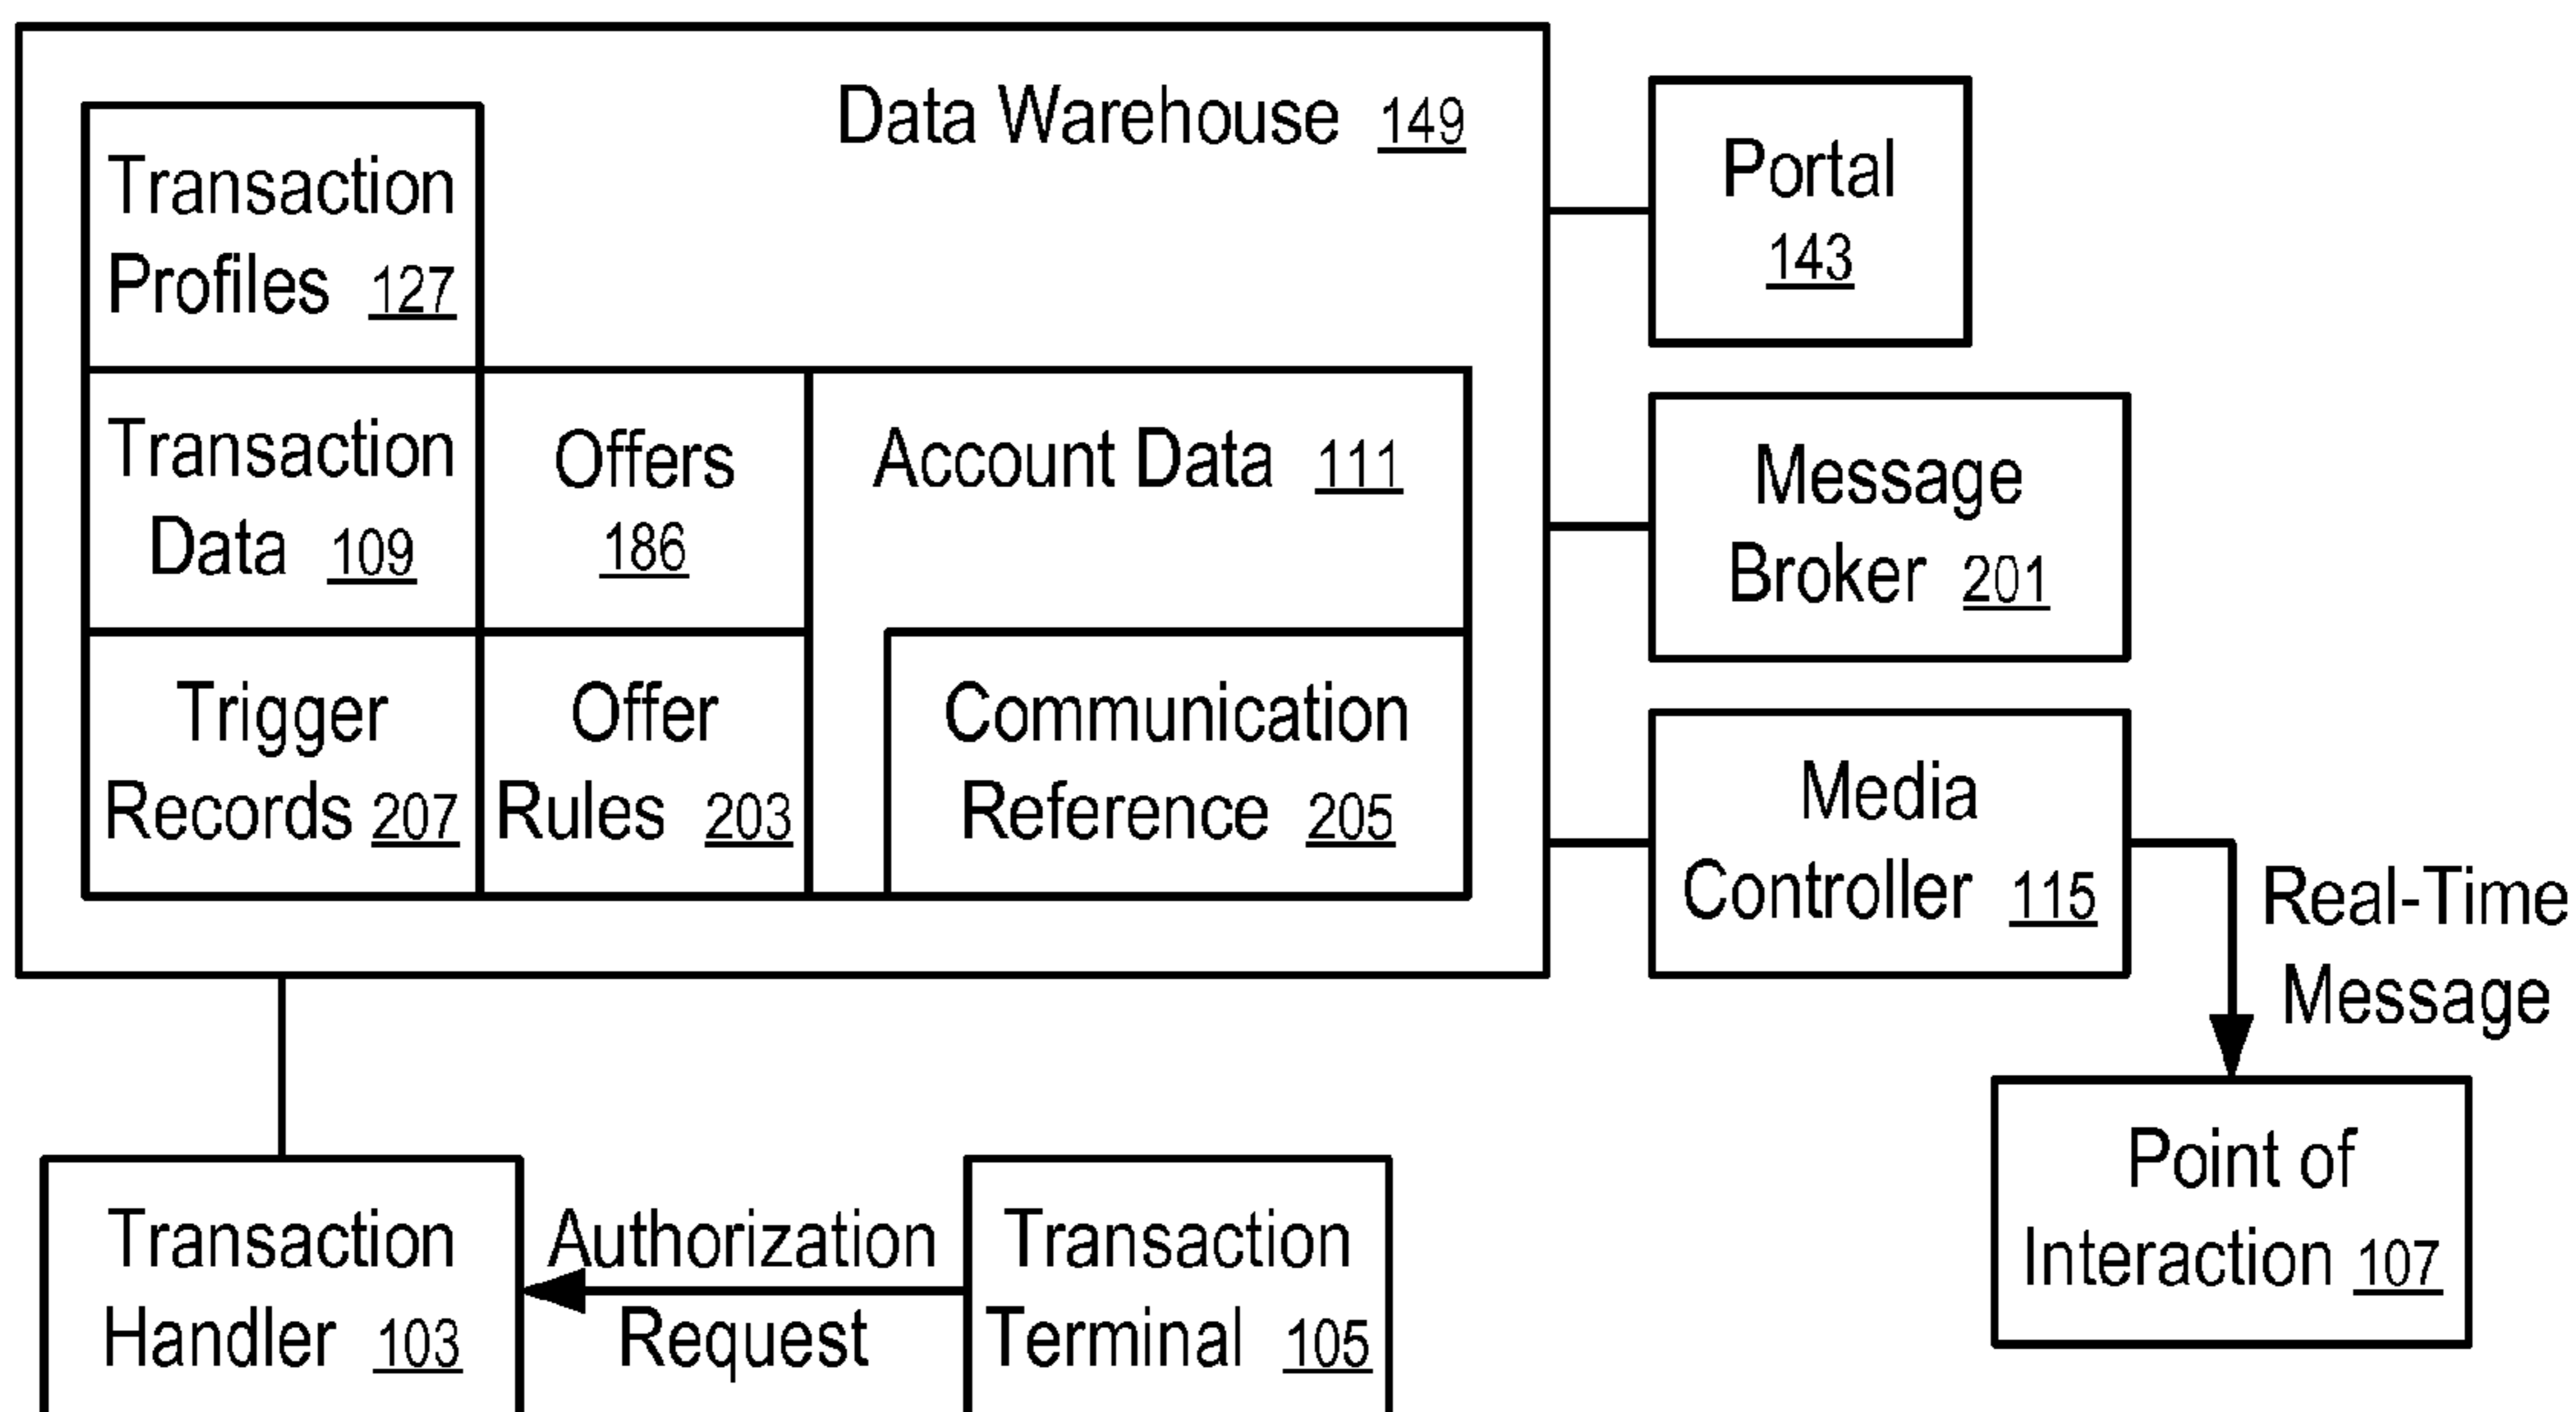 Data Warehouse 149
Transaction
Profiles 127
Transaction
Data 109
Offers
186
Account Data 111
Trigger
Records 207
Offer
Rules 203
Communication
Reference 205
Portal
143
Message
Broker 201
Media
Controller 115
Real-Time
Message
Point of
Interaction 107
Transaction
Handler 103
Authorization
Request
Transaction
Terminal 105